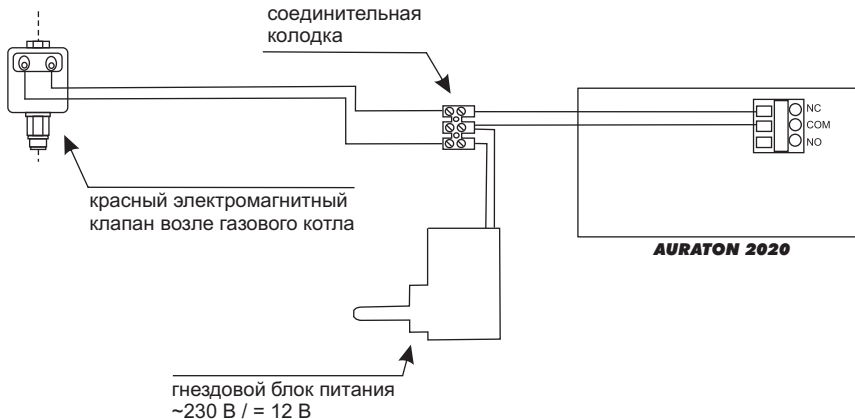 соединительная
колодка
NC
COM
NO
AURATON 2020
красный электромагнитный
клапан возле газового котла
гнездовой блок питания
~230 В / = 12 В